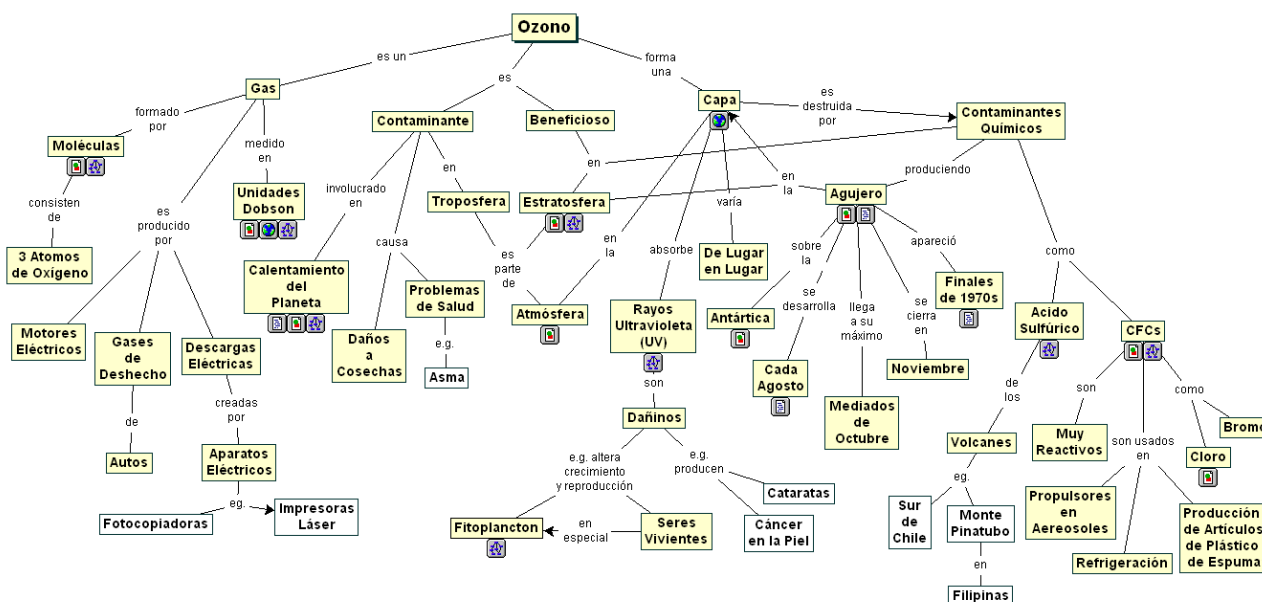 Ozono
es un
es
forma
una
Gas
Capa
es
destruida
por
Contaminantes
Químicos
formado
por
Contaminante
Beneficioso
Moléculas
medido
en
en
produciendo
involucrado
en
en
en
la
Unidades
Dobson
Troposfera
Estratosfera
Agujero
consisten
de
es
producido
por
varía
causa
en
la
absorbe
sobre
la
apareció
como
3 Atomos
de Oxígeno
es
parte
de
De Lugar
en Lugar
se
desarrolla
Calentamiento
del
Planeta
Problemas
de Salud
Finales
de 1970s
llega
a su
máximo
se
cierra
en
Atmósfera
Rayos
Ultravioleta
(UV)
Antártica
Acido
Sulfúrico
CFCs
Motores
Eléctricos
Gases
de
Deshecho
Descargas
Eléctricas
Daños
a
Cosechas
e.g.
Asma
Cada
Agosto
Noviembre
son
de
los
son
como
creadas
por
de
Dañinos
Mediados
de
Octubre
Bromo
Volcanes
Muy
Reactivos
son usados
en
Cloro
Autos
Aparatos
Eléctricos
e.g. altera
crecimiento
y reproducción
e.g.
producen
eg.
Cataratas
eg.
Fotocopiadoras
Impresoras
Láser
Propulsores
en
Aereosoles
Sur
de
Chile
Monte
Pinatubo
Producción
de Artículos
de Plástico
de Espuma
Fitoplancton
en
especial
Seres
Vivientes
Cáncer
en la Piel
Refrigeración
en
Filipinas